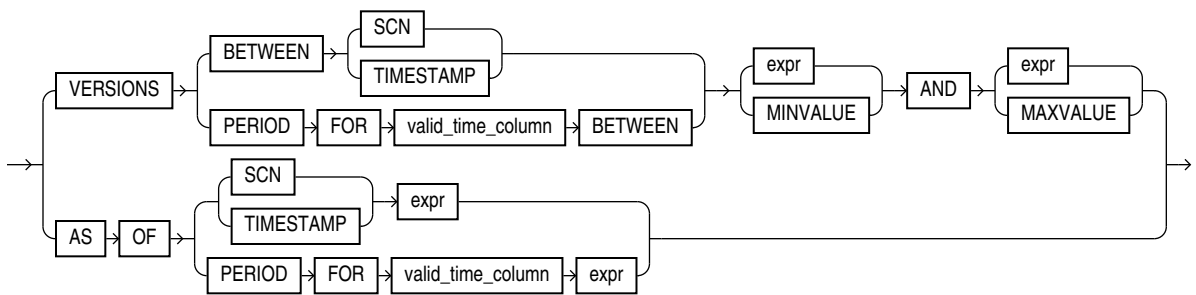 SCN
BETWEEN
TIMESTAMP
expr
expr
VERSIONS
AND
MINVALUE
MAXVALUE
PERIOD FOR valid_time_column BETWEEN
SCN
expr
TIMESTAMP
AS OF
PERIOD FOR valid_time_column expr